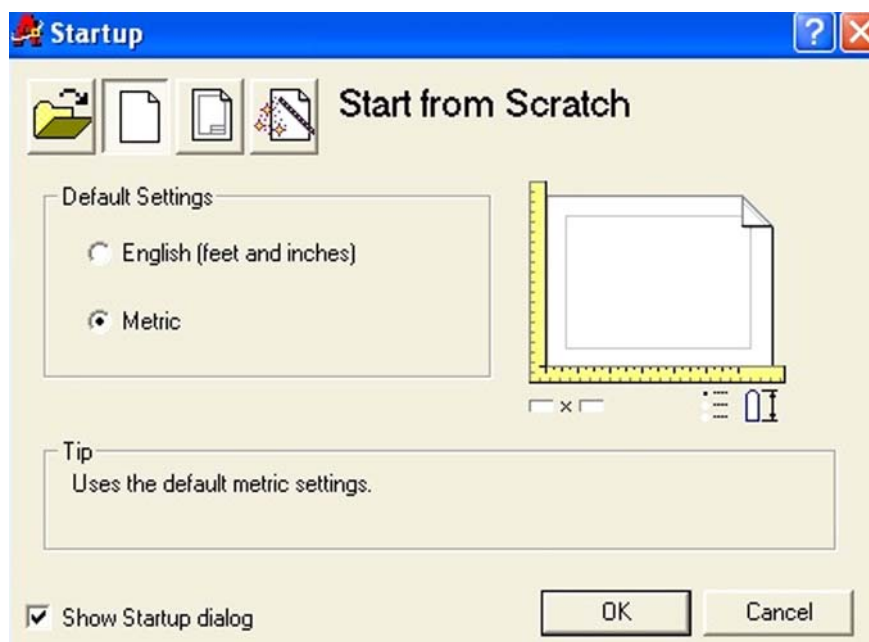 Startup
Start from Scratch
Default Settings
English (feet and inches)
Metric
Tip
Uses the default metric settings.
Show Startup dialog
OK
Cancel